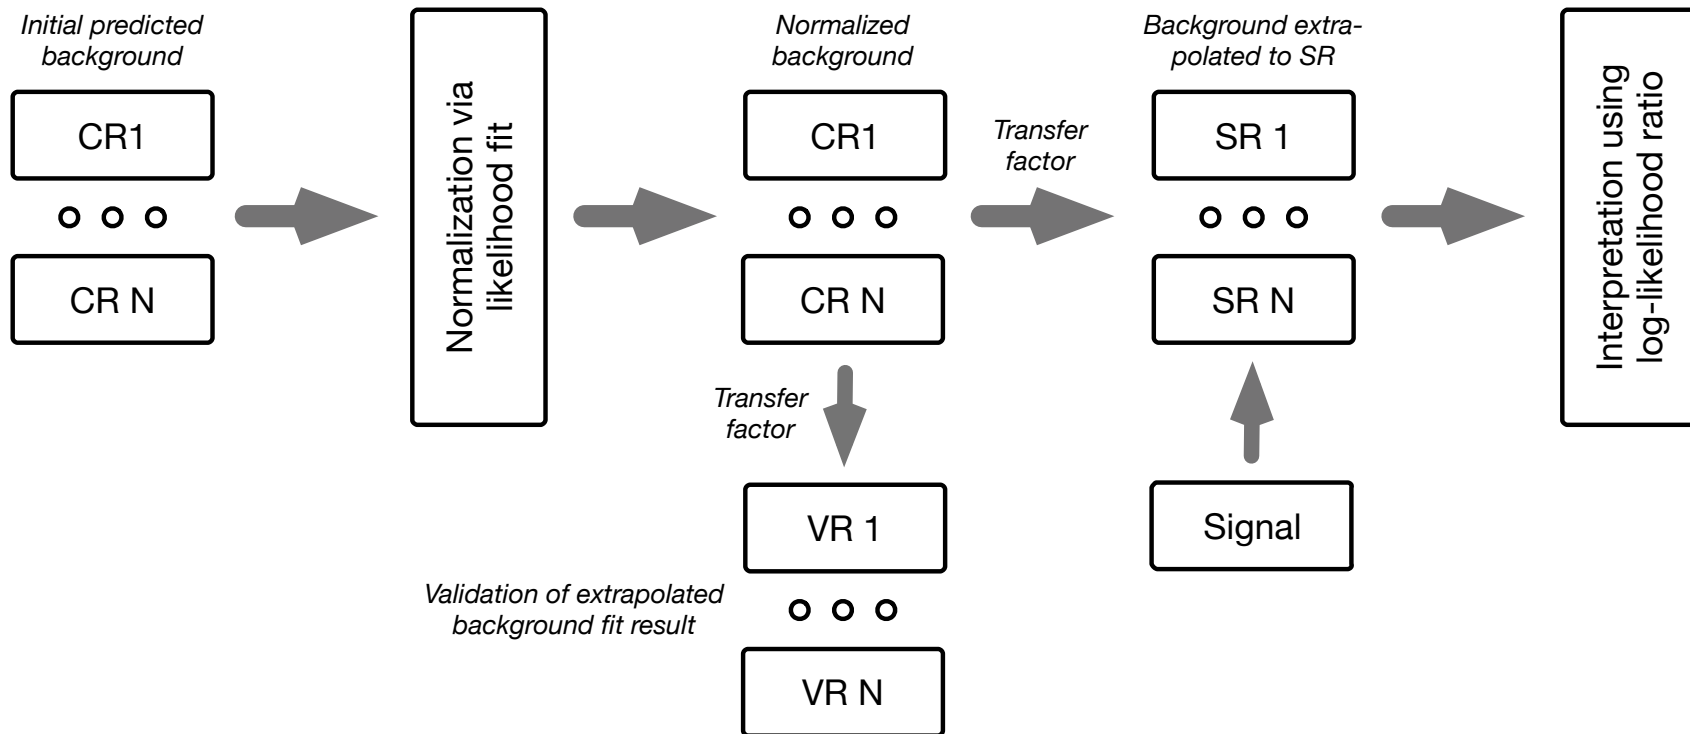 Initial predicted
background
CR1
CR N
Normalization via
likelihood fit
Normalized
background
CR1
CR N
Transfer
factor
Transfer
factor
VR 1
VR N
Validation of extrapolated
background fit result
Background extra-
polated to SR
SR 1
SR N
Signal
Interpretation using
log-likelihood ratio